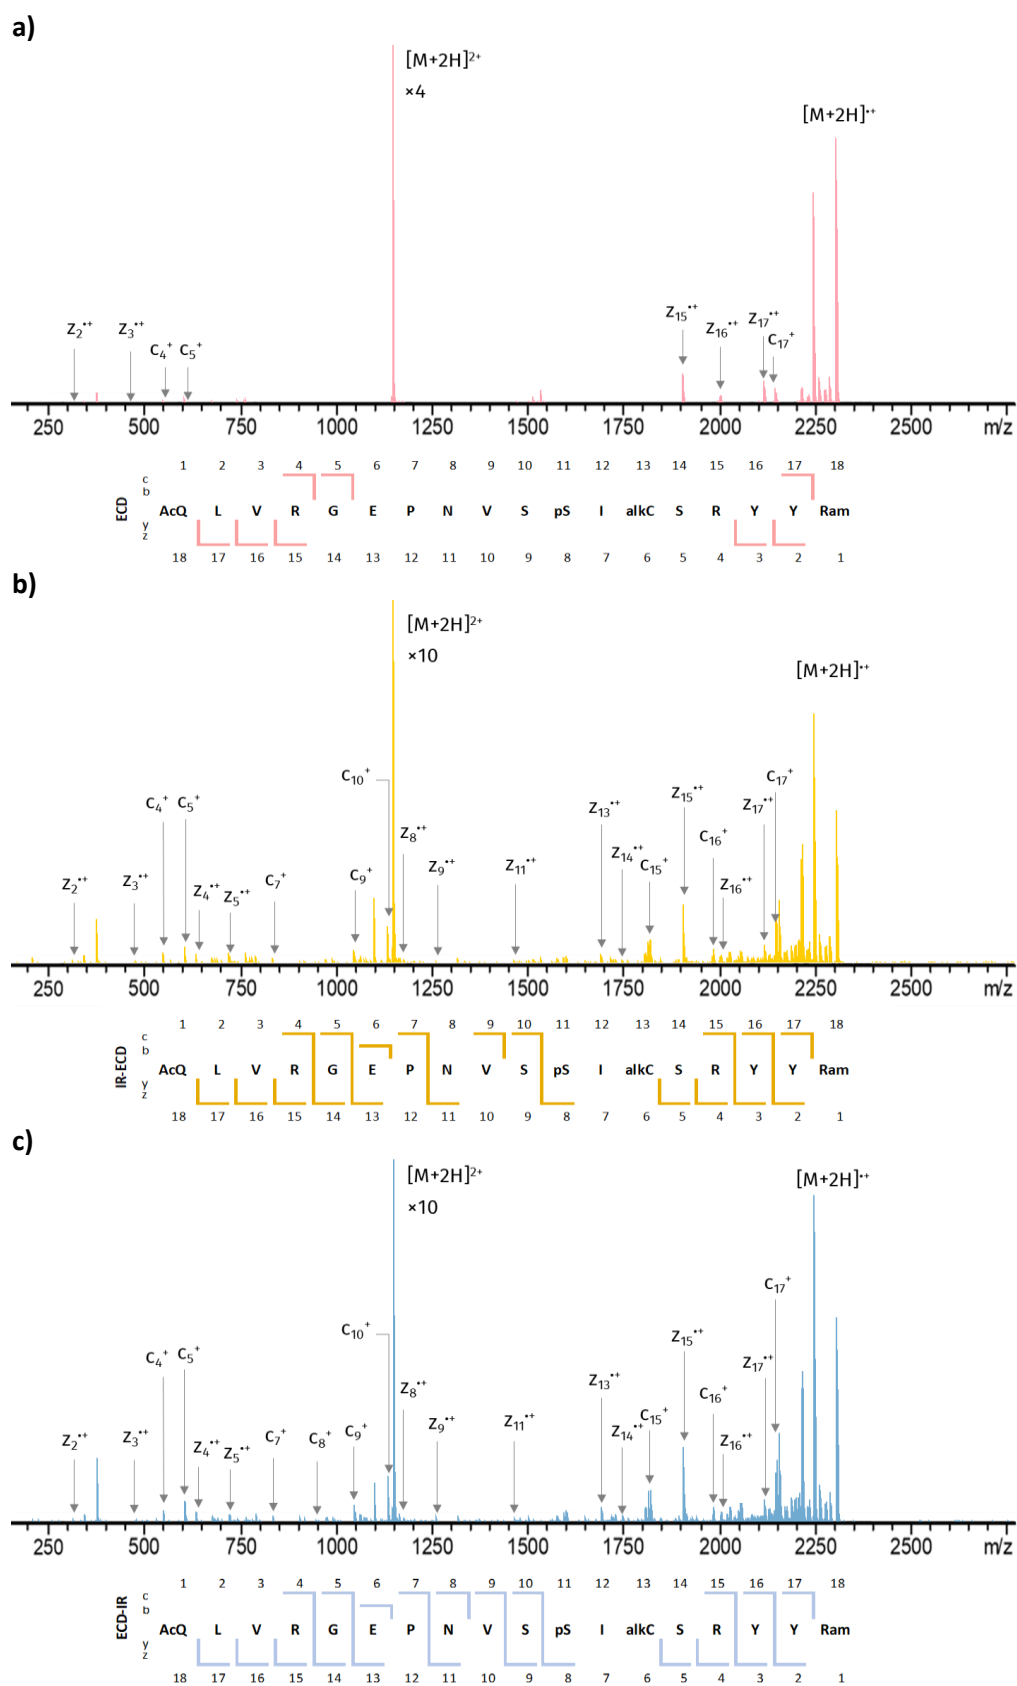 a)
[M+2H]²⁺
×4
[M+2H]•⁺
Z₂•⁺ Z₃•⁺ C₄⁺ C₅⁺ Z₁₅•⁺ Z₁₆•⁺ Z₁₇•⁺ C₁₇⁺
250 500 750 1000 1250 1500 1750 2000 2250 2500 m/z
1 2 3 4 5 6 7 8 9 10 11 12 13 14 15 16 17 18
c
b
ECD AcQ L V R G E P N V S pS I alkC S R Y Y Ram
y
z
18 17 16 15 14 13 12 11 10 9 8 7 6 5 4 3 2 1
b)
[M+2H]²⁺
×10
[M+2H]•⁺
Z₂•⁺ Z₃•⁺ C₄⁺ C₅⁺ Z₄•⁺ Z₅•⁺ C₇⁺ C₉⁺ C₁₀⁺ Z₈•⁺ Z₉•⁺ Z₁₁•⁺ Z₁₃•⁺ Z₁₄•⁺ C₁₅⁺ Z₁₅•⁺ C₁₆⁺ Z₁₆•⁺ Z₁₇•⁺ C₁₇⁺
250 500 750 1000 1250 1500 1750 2000 2250 2500 m/z
1 2 3 4 5 6 7 8 9 10 11 12 13 14 15 16 17 18
c
b
IR-ECD AcQ L V R G E P N V S pS I alkC S R Y Y Ram
y
z
18 17 16 15 14 13 12 11 10 9 8 7 6 5 4 3 2 1
c)
[M+2H]²⁺
×10
[M+2H]•⁺
Z₂•⁺ Z₃•⁺ C₄⁺ C₅⁺ Z₄•⁺ Z₅•⁺ C₇⁺ C₈⁺ C₉⁺ C₁₀⁺ Z₈•⁺ Z₉•⁺ Z₁₁•⁺ Z₁₃•⁺ Z₁₄•⁺ C₁₅⁺ Z₁₅•⁺ C₁₆⁺ Z₁₆•⁺ Z₁₇•⁺ C₁₇⁺
250 500 750 1000 1250 1500 1750 2000 2250 2500 m/z
1 2 3 4 5 6 7 8 9 10 11 12 13 14 15 16 17 18
c
b
ECD-IR AcQ L V R G E P N V S pS I alkC S R Y Y Ram
y
z
18 17 16 15 14 13 12 11 10 9 8 7 6 5 4 3 2 1